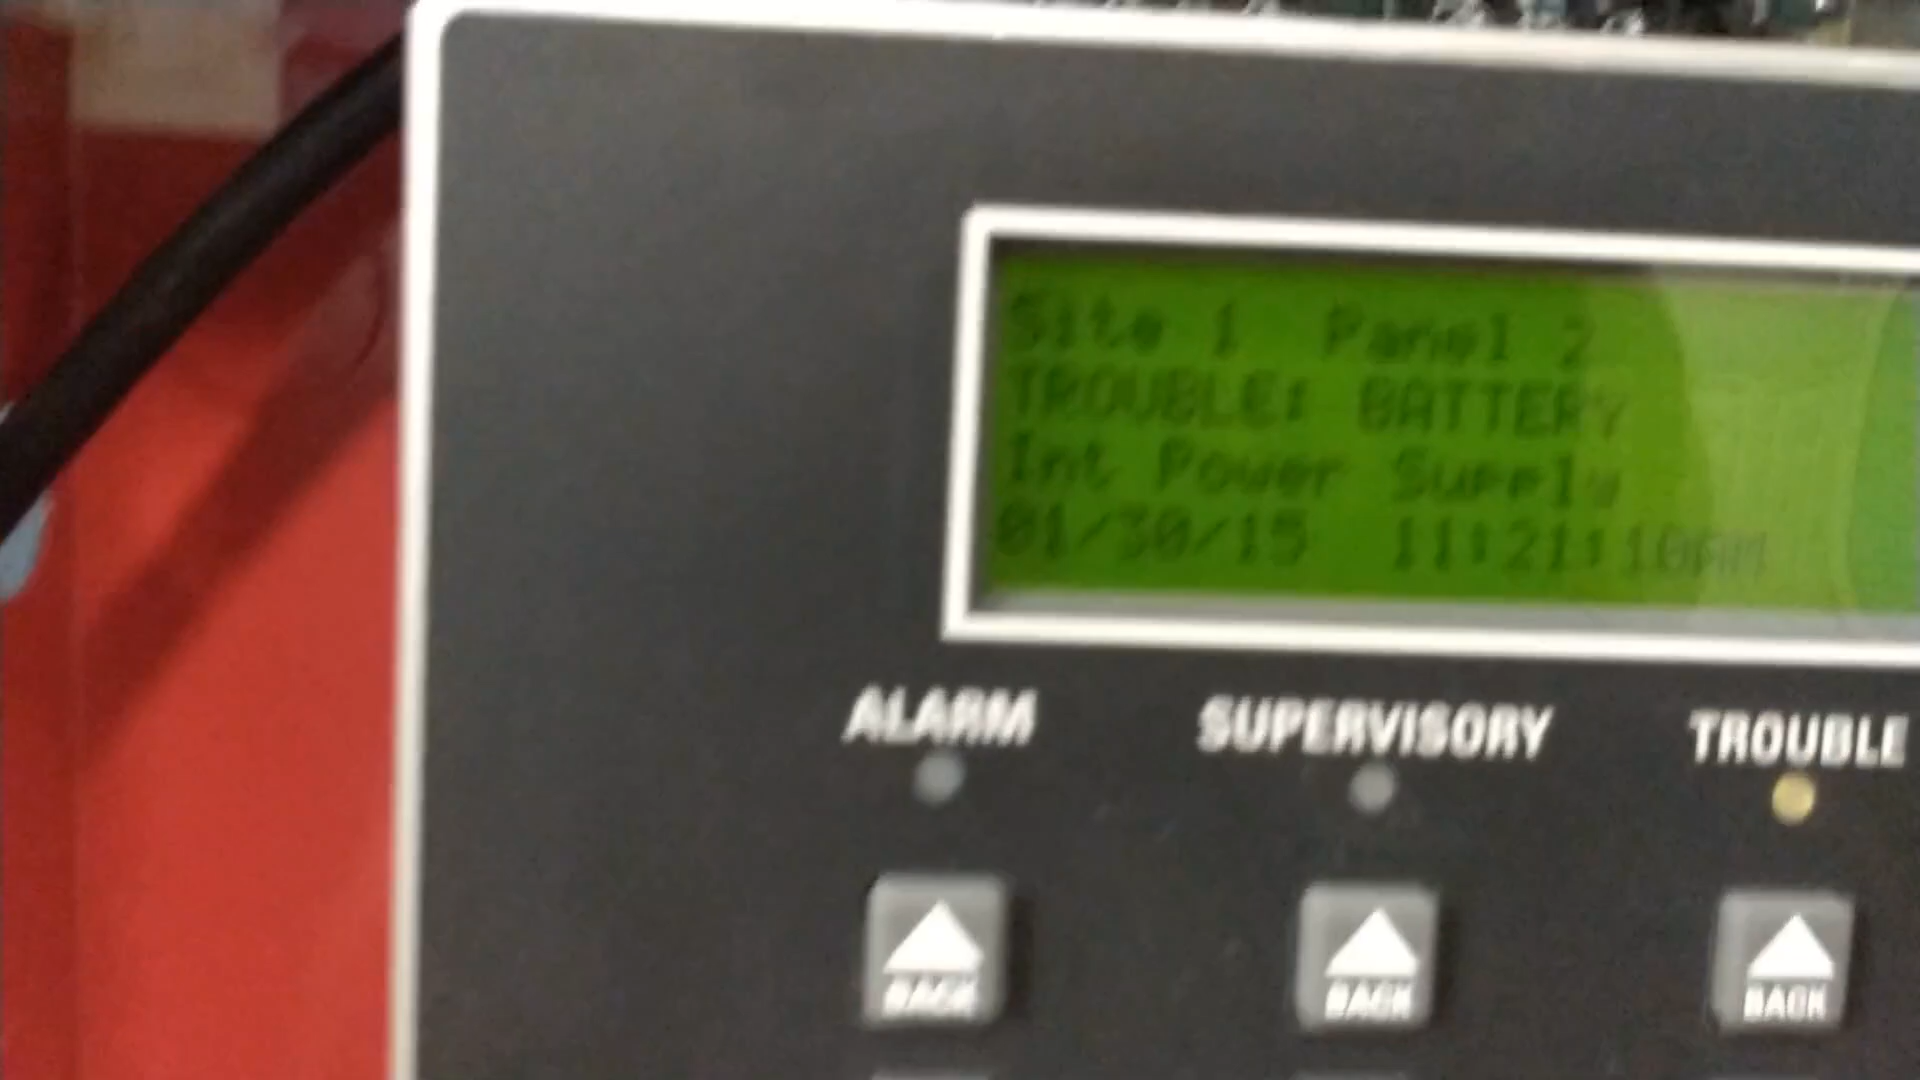 Site 1 Panel 2
TROUBLE: BATTERY
Int Power Supply
01/30/15 11:21:10AM
ALARM SUPERVISORY TROUBLE
BACK BACK BACK